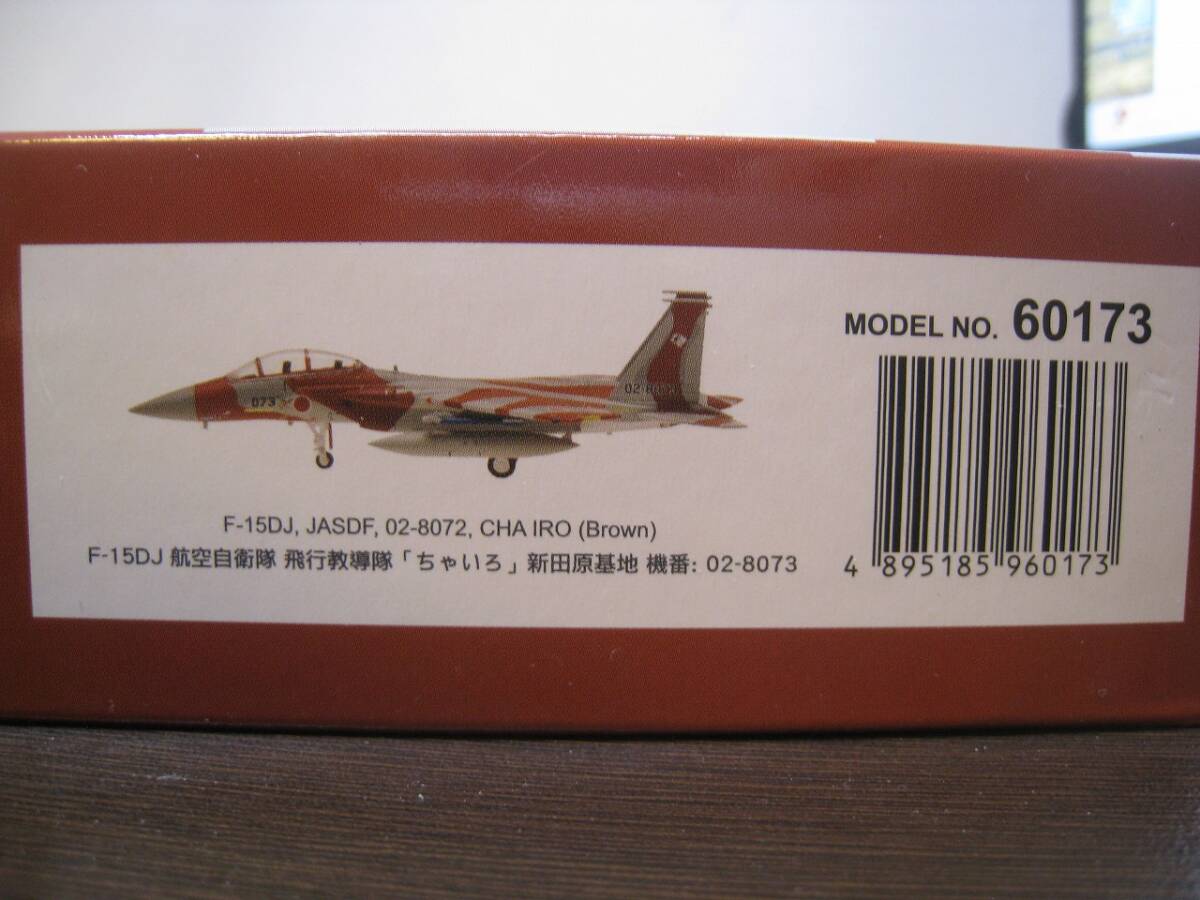 MODEL NO. 60173
073
F-15DJ, JASDF, 02-8072, CHA IRO (Brown)
F-15DJ 航空自衛隊 飛行教導隊「ちゃいろ」新田原基地 機番: 02-8073
4 895185 960173